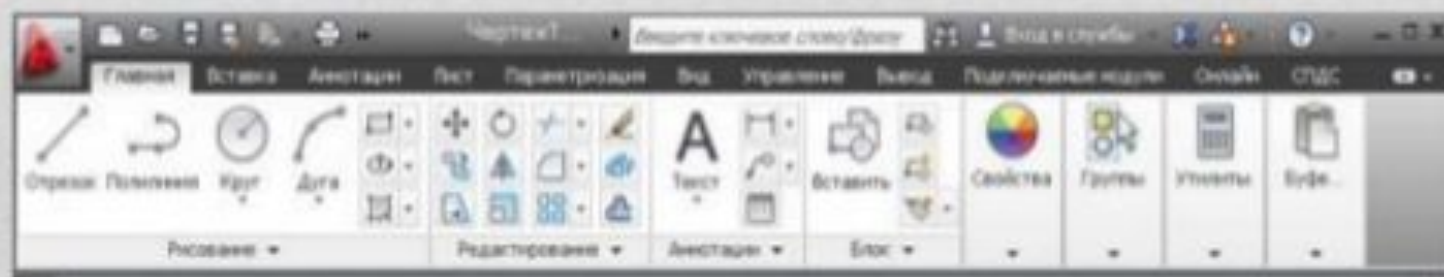 Чертеж1... Введите ключевое слово/фразу Вход в службы
Главная Вставка Аннотации Лист Параметризация Вид Управление Вывод Подключаемые модули Онлайн СПДС
Отрезок Полилиния Круг Дуга Текст Вставить Свойства Группы Утилиты Буфе...
Рисование Редактирование Аннотации Блок